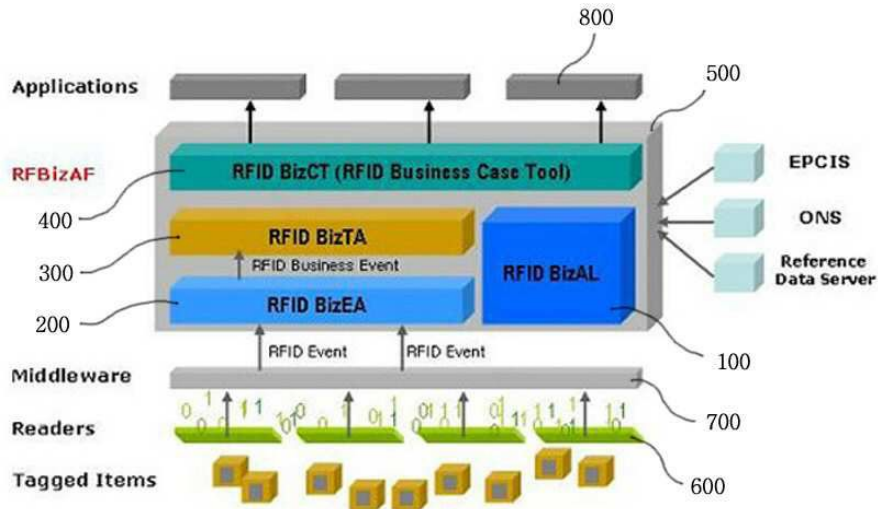 800
Applications
500
RFBizAF
RFID BizCT (RFID Business Case Tool)
EPCIS
400
RFID BizTA
ONS
300
RFID Business Event
RFID BizAL
Reference
Data Server
RFID BizEA
200
RFID Event
RFID Event
100
Middleware
700
Readers
600
Tagged Items